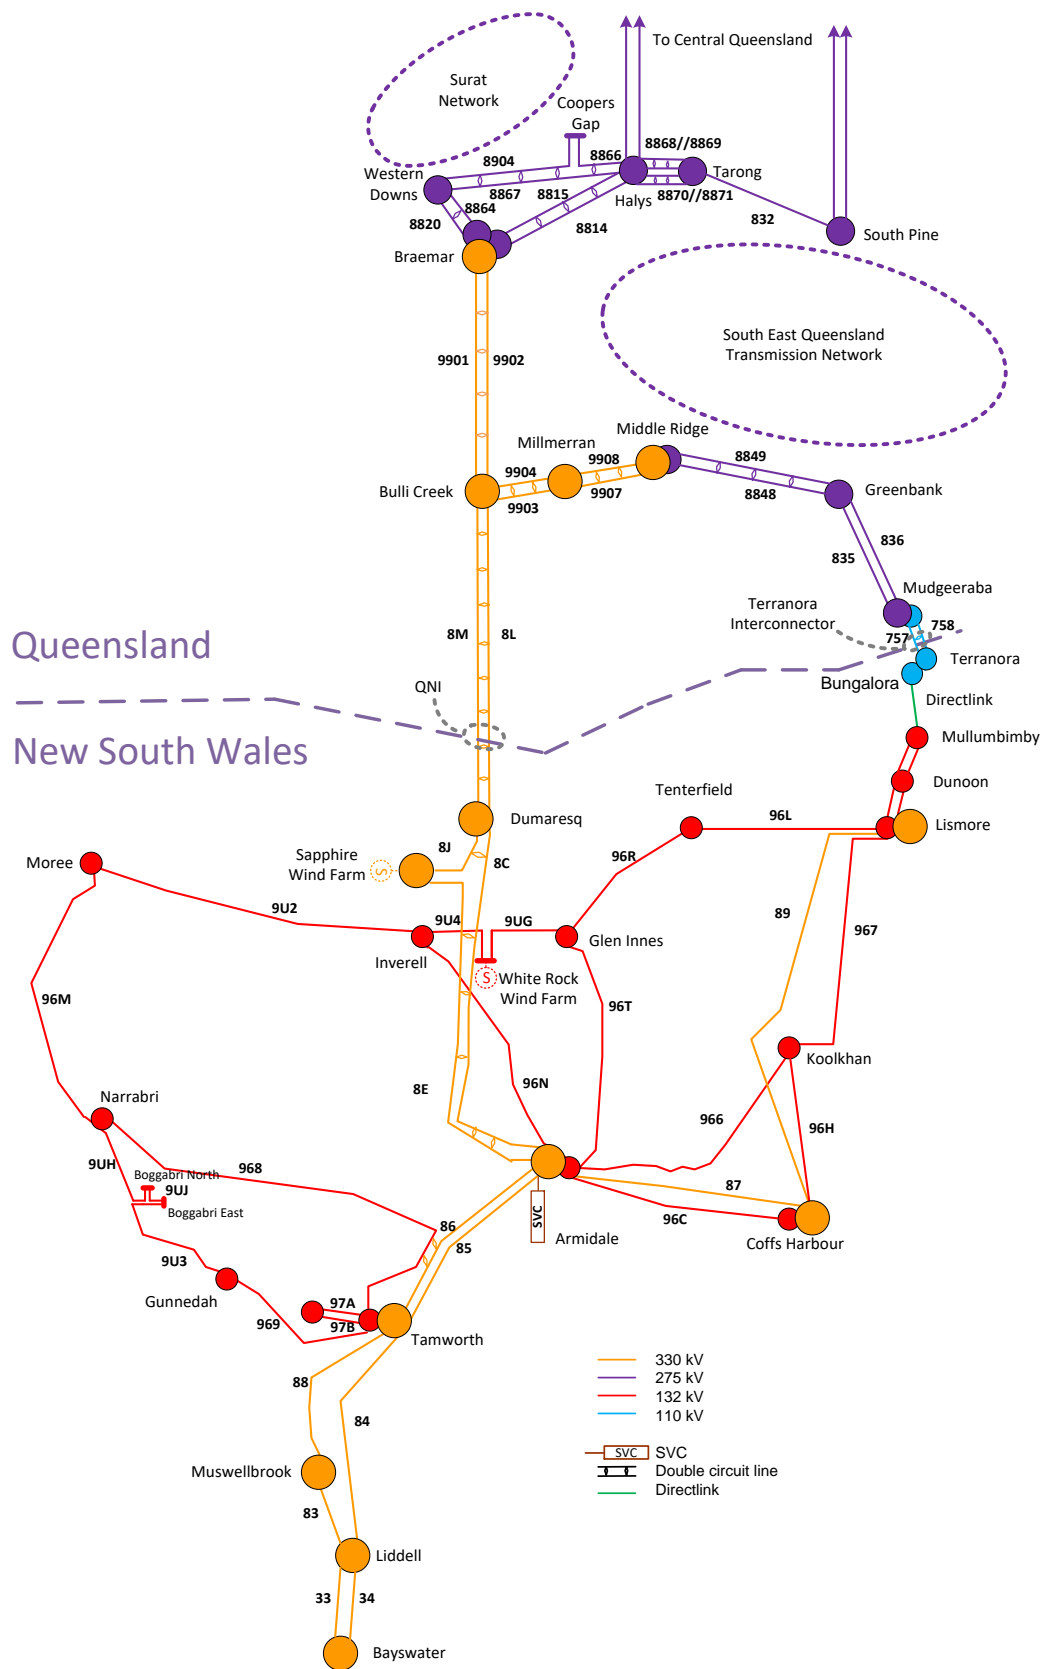 To Central Queensland
Surat
Network
Coopers
Gap
8868//8869
8904
8866
Western
Downs
Tarong
8867
8815
Halys
8870//8871
8864
8820
8814
832
South Pine
Braemar
South East Queensland
Transmission Network
9901
9902
Middle Ridge
Millmerran
9908
8849
9904
Bulli Creek
9903
9907
8848
Greenbank
836
835
Mudgeeraba
Terranora
Interconnector
757
758
8M
8L
Queensland
Terranora
Bungalora
QNI
Directlink
New South Wales
Mullumbimby
Dunoon
Tenterfield
96L
Dumaresq
Lismore
8J
Sapphire
Wind Farm
S
8C
96R
Moree
9U2
9U4
9UG
89
967
Inverell
Glen Innes
S
White Rock
Wind Farm
96M
96T
Koolkhan
8E
96N
Narrabri
966
96H
9UH
968
Boggabri North
9UJ
Boggabri East
87
SVC
96C
86
85
Armidale
Coffs Harbour
9U3
Gunnedah
97A
97B
969
Tamworth
330 kV
275 kV
132 kV
110 kV
88
84
SVC
SVC
Double circuit line
Directlink
Muswellbrook
83
Liddell
33
34
Bayswater